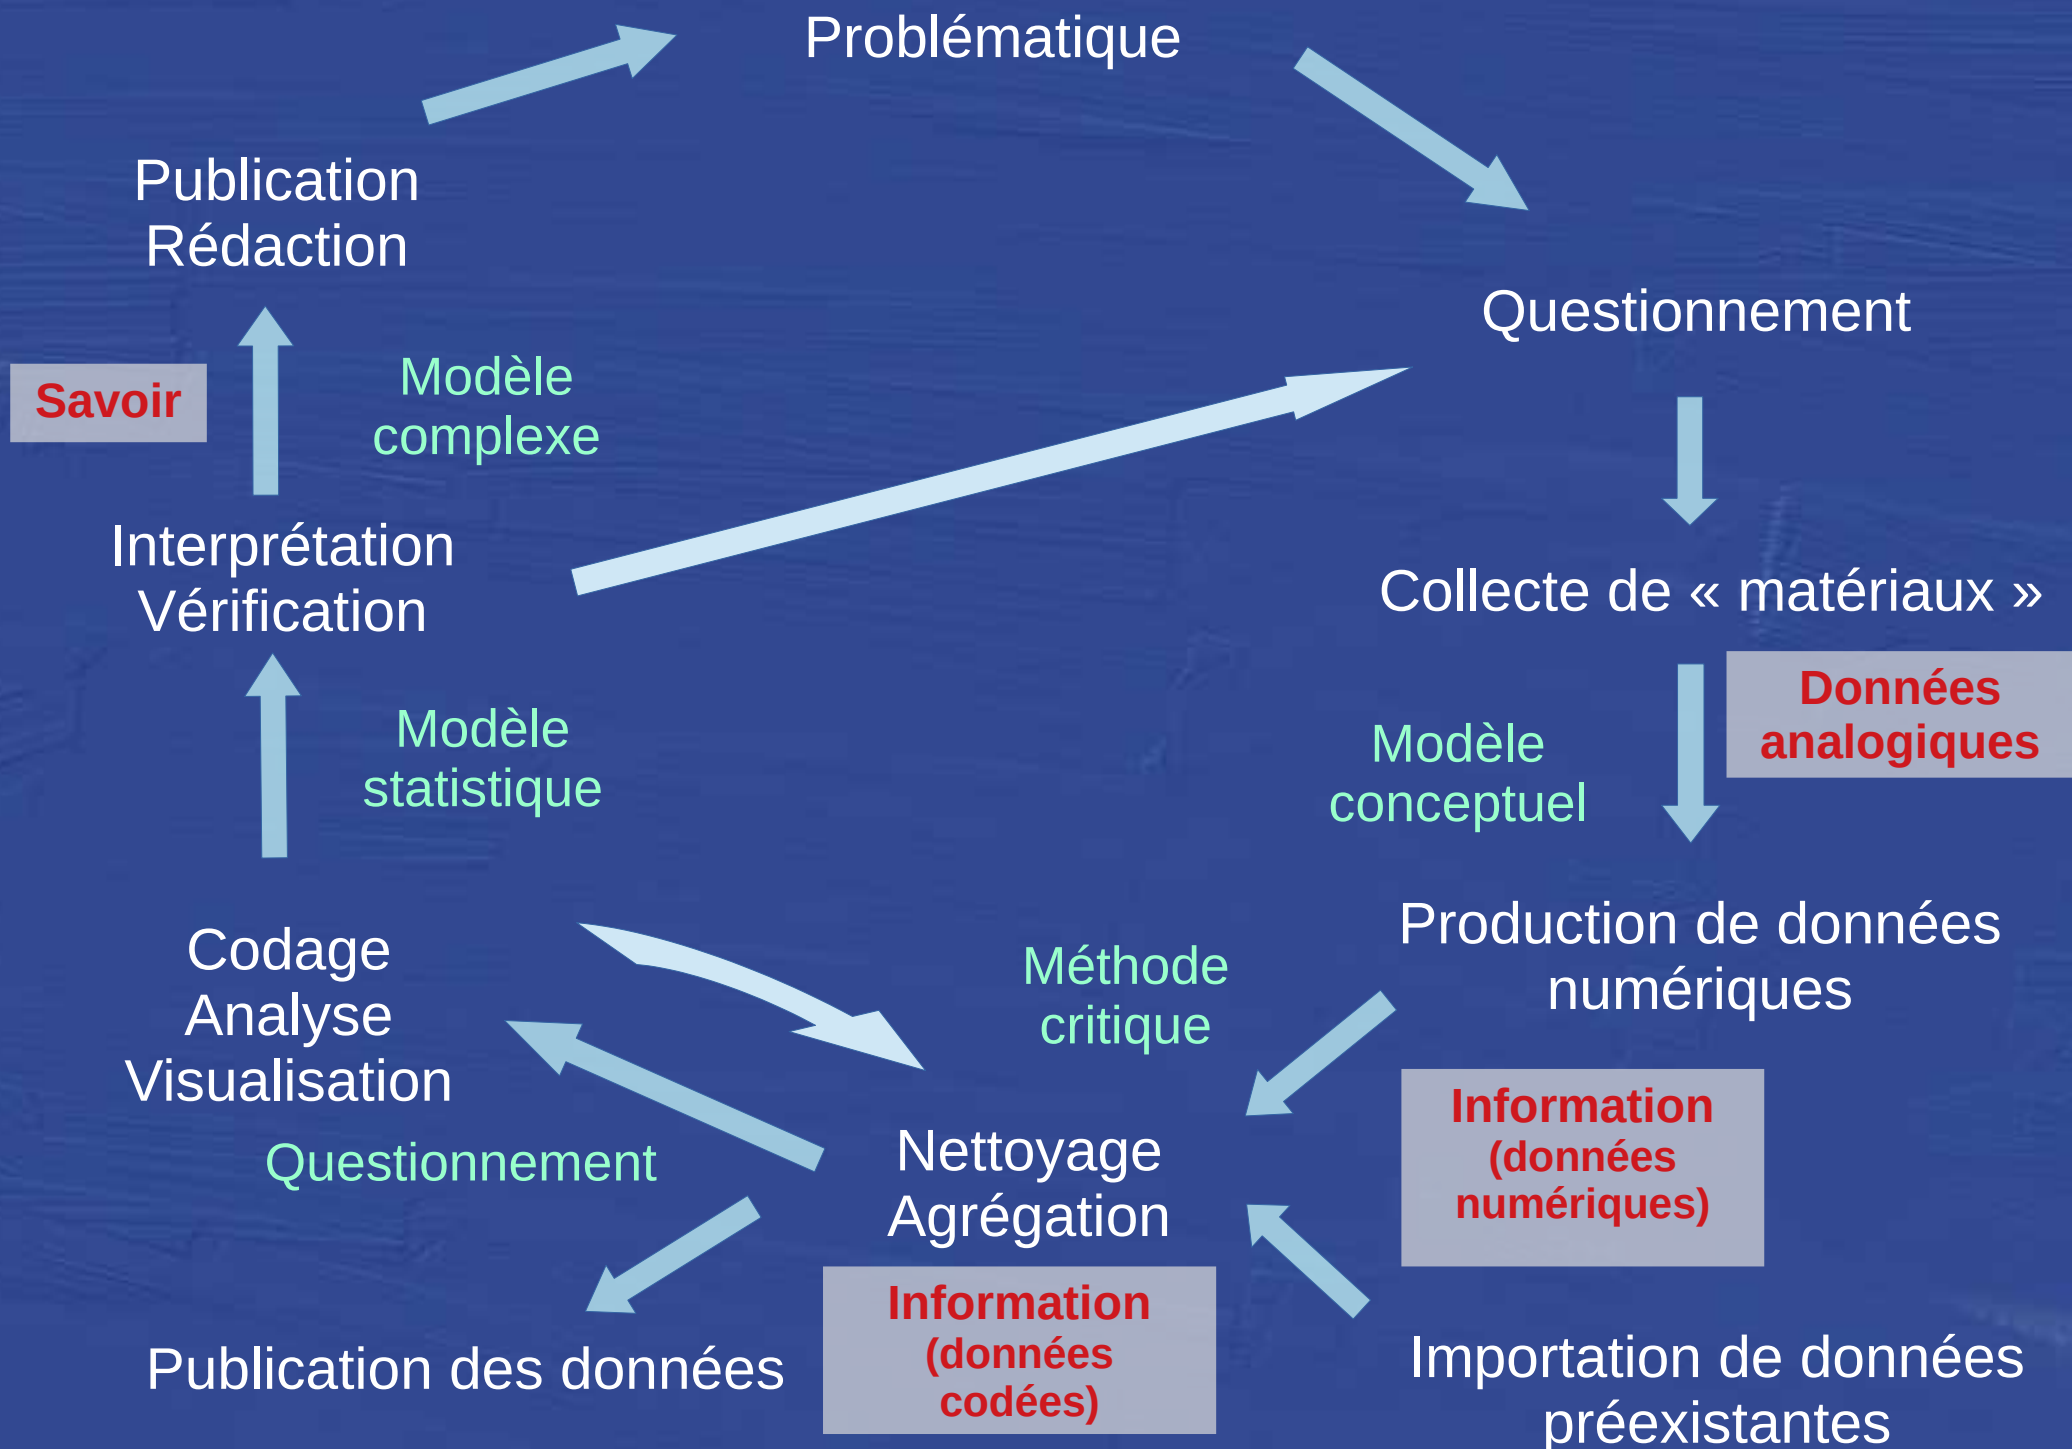 Problématique
Publication
Rédaction
Questionnement
Savoir
Modèle
complexe
Interprétation
Vérification
Collecte de « matériaux »
Données
analogiques
Modèle
statistique
Modèle
conceptuel
Production de données
numériques
Codage
Analyse
Visualisation
Méthode
critique
Information
(données
numériques)
Questionnement
Nettoyage
Agrégation
Information
(données
codées)
Publication des données
Importation de données
préexistantes